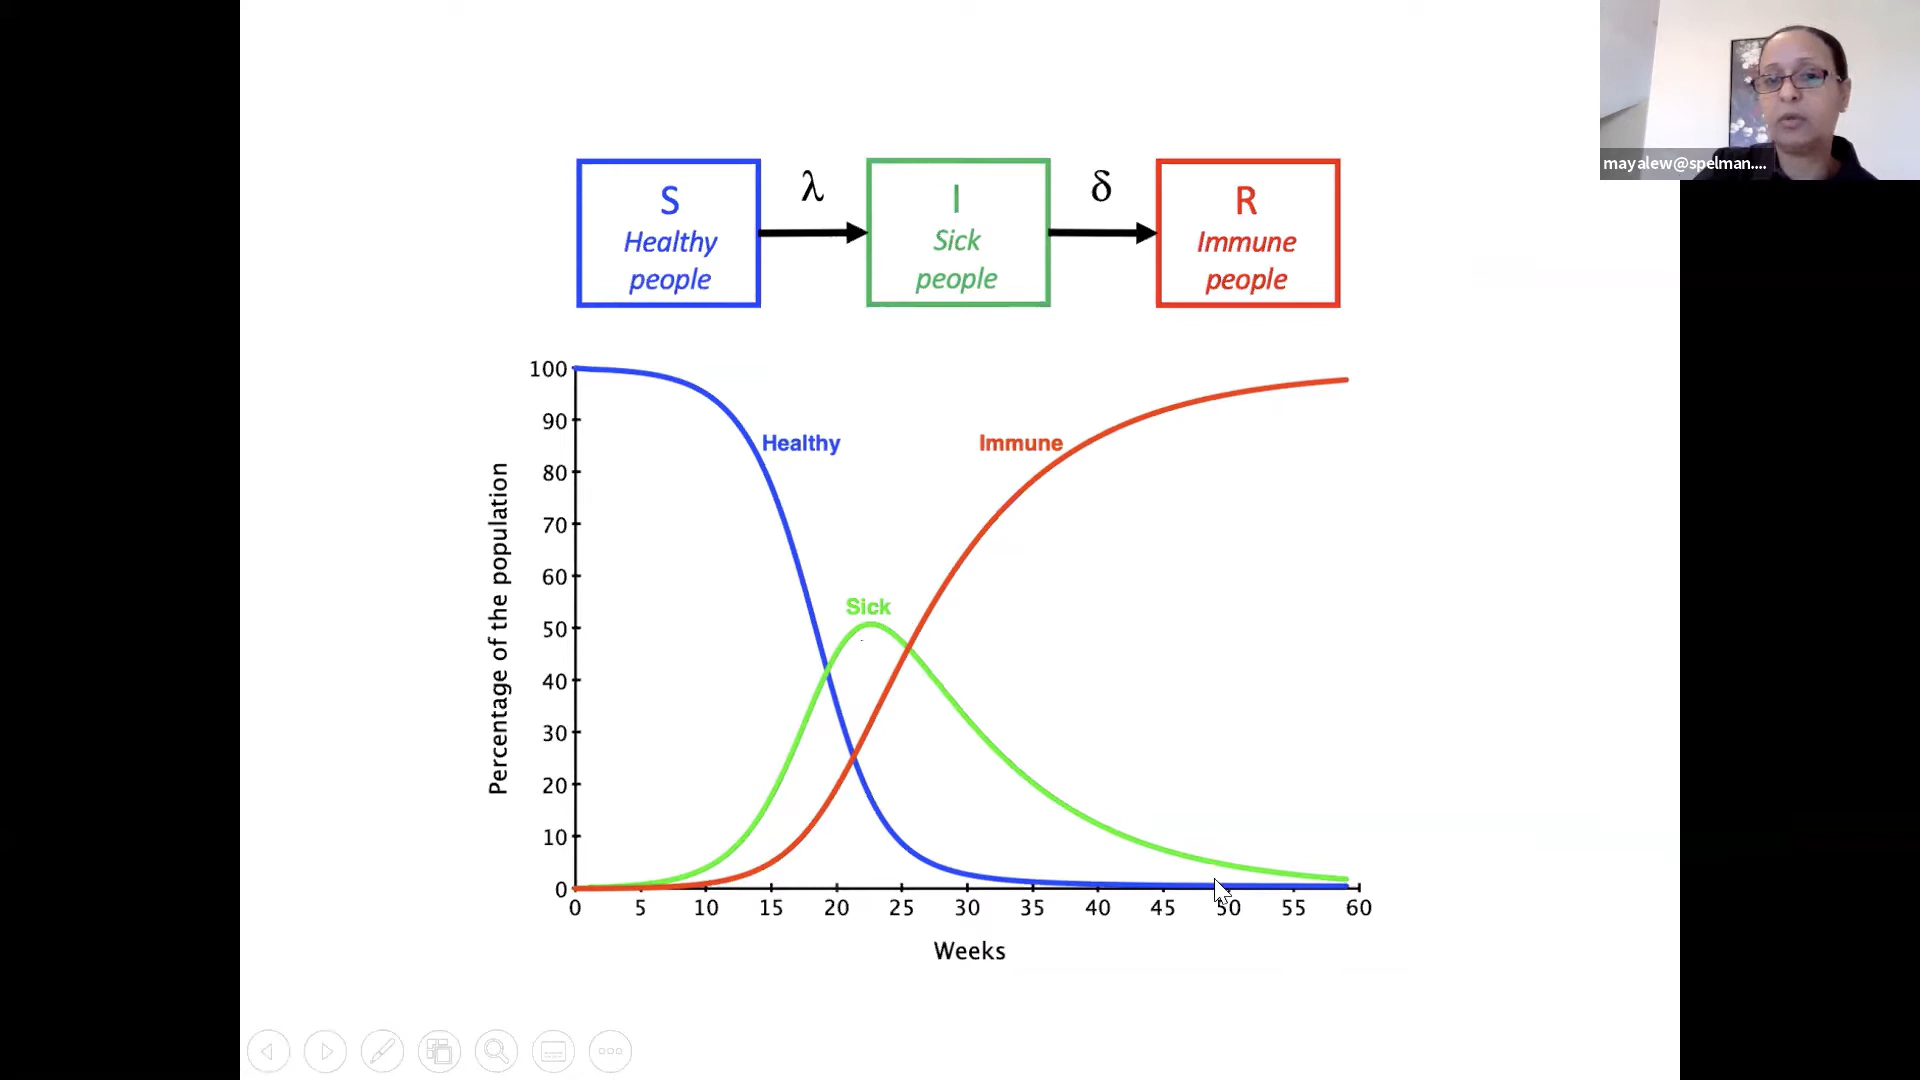 mayalew@spelman....
S
Healthy
people
λ
I
Sick
people
δ
R
Immune
people
Percentage of the population
100
90
80
70
60
50
40
30
20
10
0
Healthy
Immune
Sick
0 5 10 15 20 25 30 35 40 45 50 55 60
Weeks